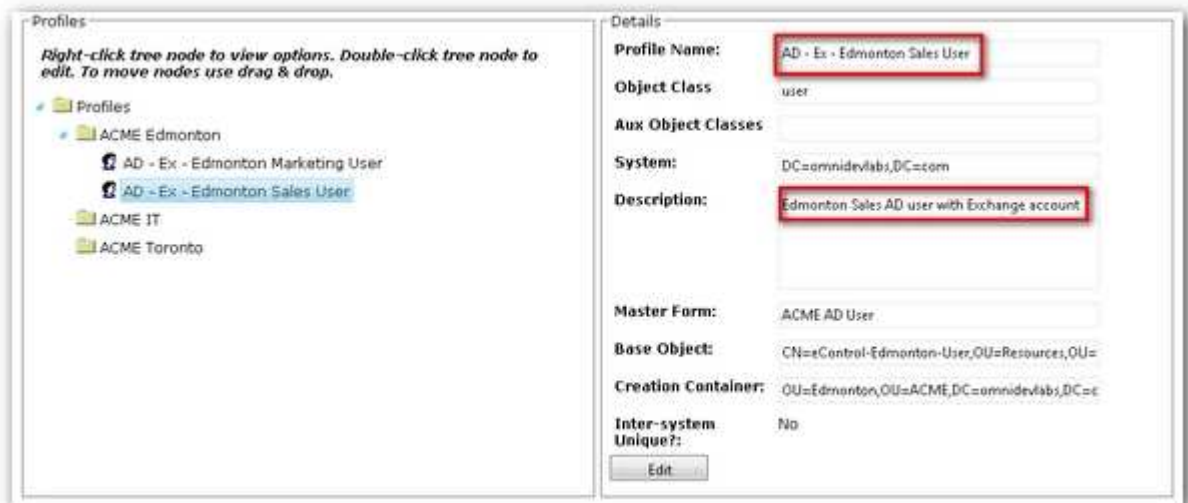 Profiles
Right-click tree node to view options. Double-click tree node to
edit. To move nodes use drag & drop.
Profiles
ACME Edmonton
AD - Ex - Edmonton Marketing User
AD - Ex - Edmonton Sales User
ACME IT
ACME Toronto
Details
Profile Name: AD - Ex - Edmonton Sales User
Object Class user
Aux Object Classes
System: DC=omnidevlabs,DC=com
Description: Edmonton Sales AD user with Exchange account
Master Form: ACME AD User
Base Object: CN=eControl-Edmonton-User,OU=Resources,OU=
Creation Container: OU=Edmonton,OU=ACME,DC=omnidevlabs,DC=c
Inter-system No
Unique?:
Edit